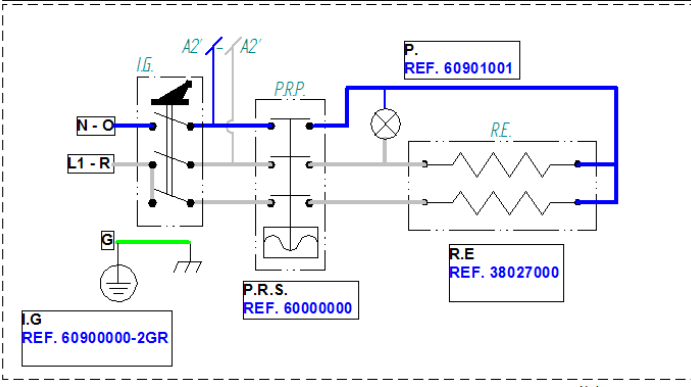 A2' - A2'
P.
REF. 60901001
I.G.
P.R.P.
N - O
R.E.
L1 - R
G
R.E
REF. 38027000
P.R.S.
REF. 60000000
I.G
REF. 60900000-2GR